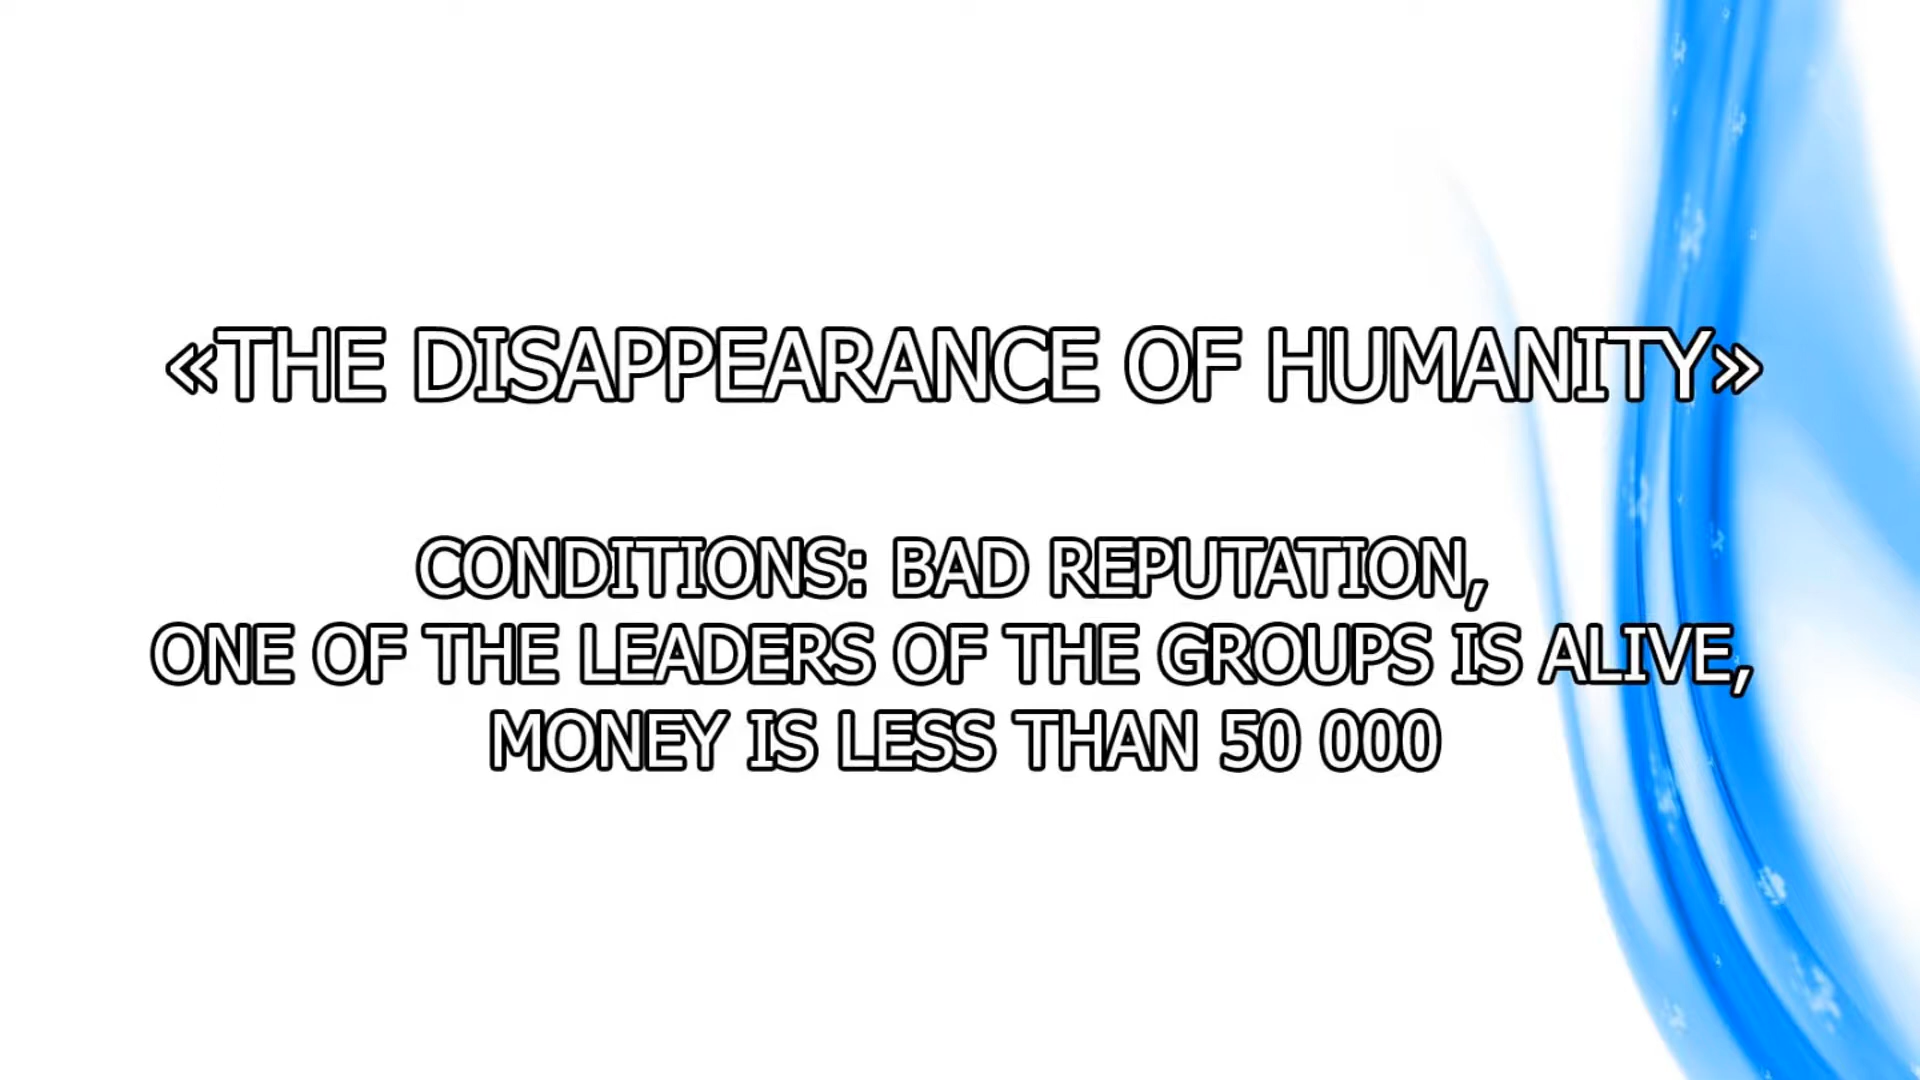 «THE DISAPPEARANCE OF HUMANITY»
CONDITIONS: BAD REPUTATION,
ONE OF THE LEADERS OF THE GROUPS IS ALIVE,
MONEY IS LESS THAN 50 000